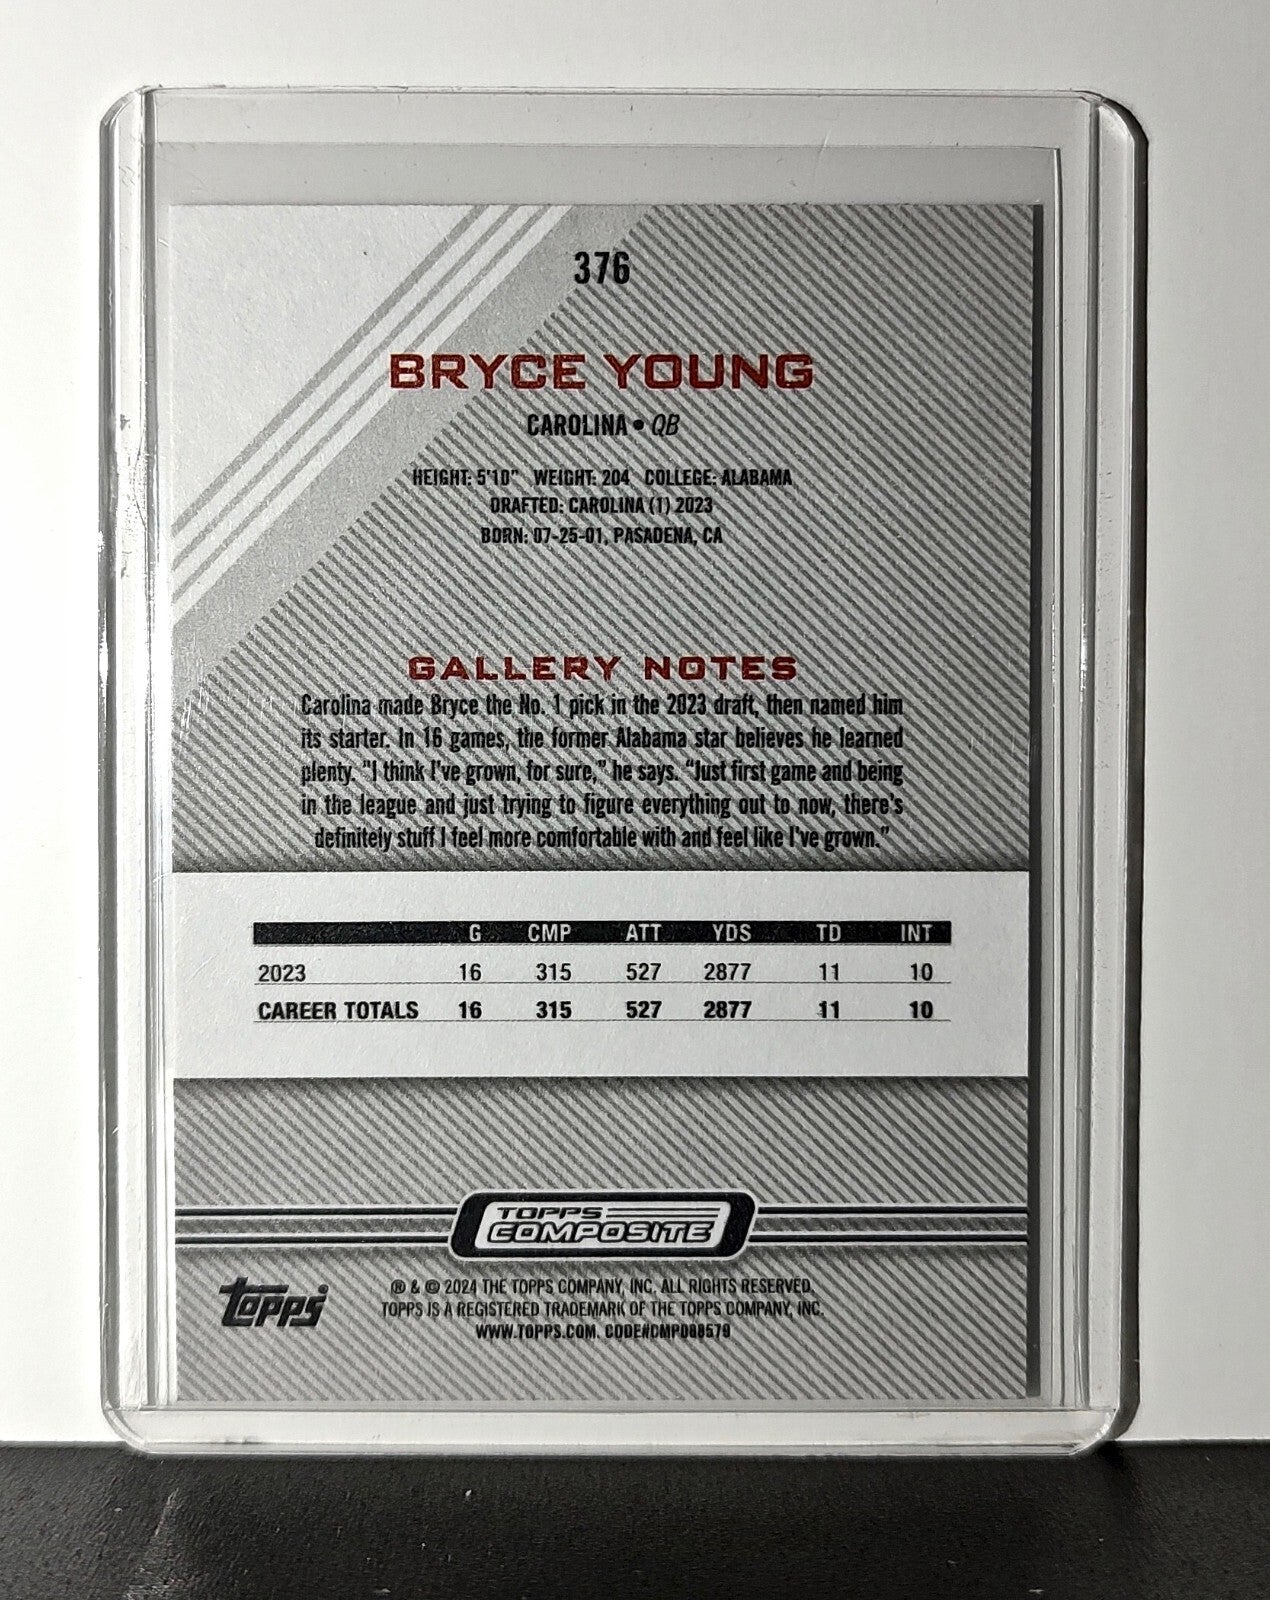 376
BRYCE YOUNG
CAROLINA • QB
HEIGHT: 5'10" WEIGHT: 204 COLLEGE: ALABAMA
DRAFTED: CAROLINA (1) 2023
BORN: 07-25-01, PASADENA, CA
GALLERY NOTES
Carolina made Bryce the No. 1 pick in the 2023 draft, then named him
its starter. In 16 games, the former Alabama star believes he learned
plenty. “I think I've grown, for sure,” he says. “Just first game and being
in the league and just trying to figure everything out to now, there's
definitely stuff I feel more comfortable with and feel like I've grown.”
G CMP ATT YDS TD INT
2023 16 315 527 2877 11 10
CAREER TOTALS 16 315 527 2877 11 10
TOPPS
COMPOSITE
topps
® & © 2024 THE TOPPS COMPANY, INC. ALL RIGHTS RESERVED.
TOPPS IS A REGISTERED TRADEMARK OF THE TOPPS COMPANY, INC.
WWW.TOPPS.COM. CODE#CMP088579